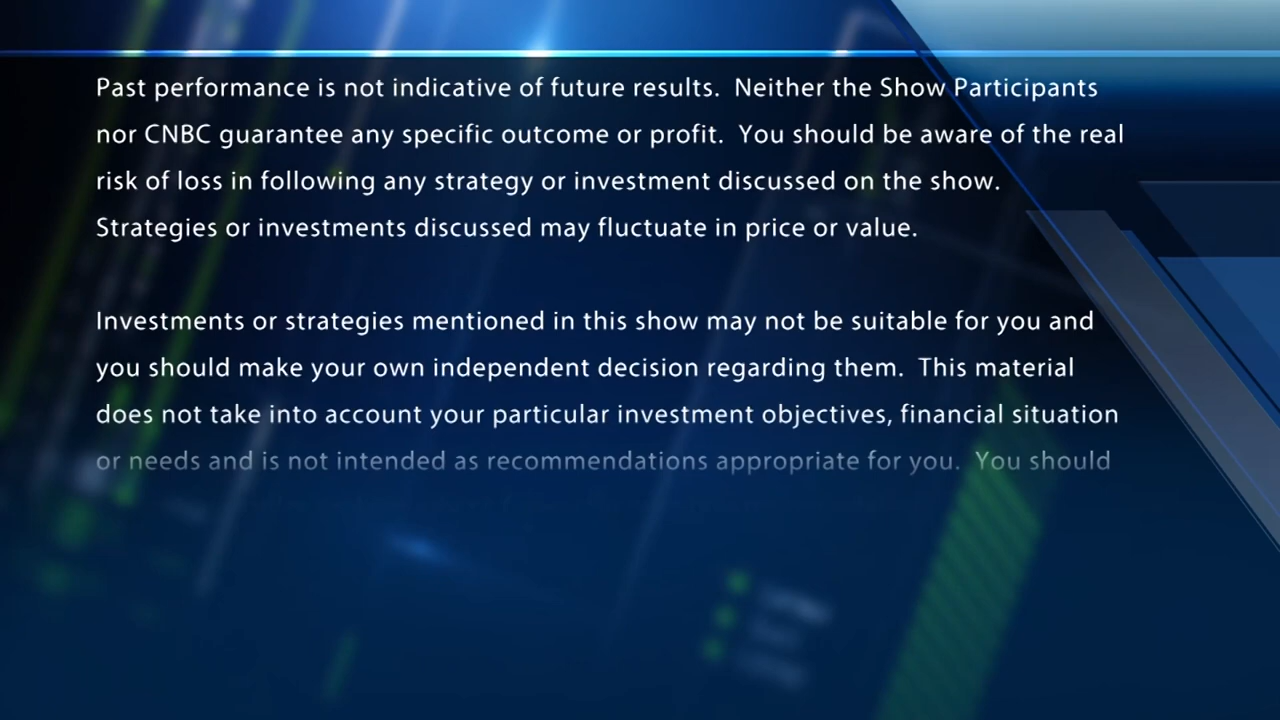 Past performance is not indicative of future results.  Neither the Show Participants
nor CNBC guarantee any specific outcome or profit.  You should be aware of the real
risk of loss in following any strategy or investment discussed on the show.
Strategies or investments discussed may fluctuate in price or value.
Investments or strategies mentioned in this show may not be suitable for you and
you should make your own independent decision regarding them.  This material
does not take into account your particular investment objectives, financial situation
or needs and is not intended as recommendations appropriate for you.  You should